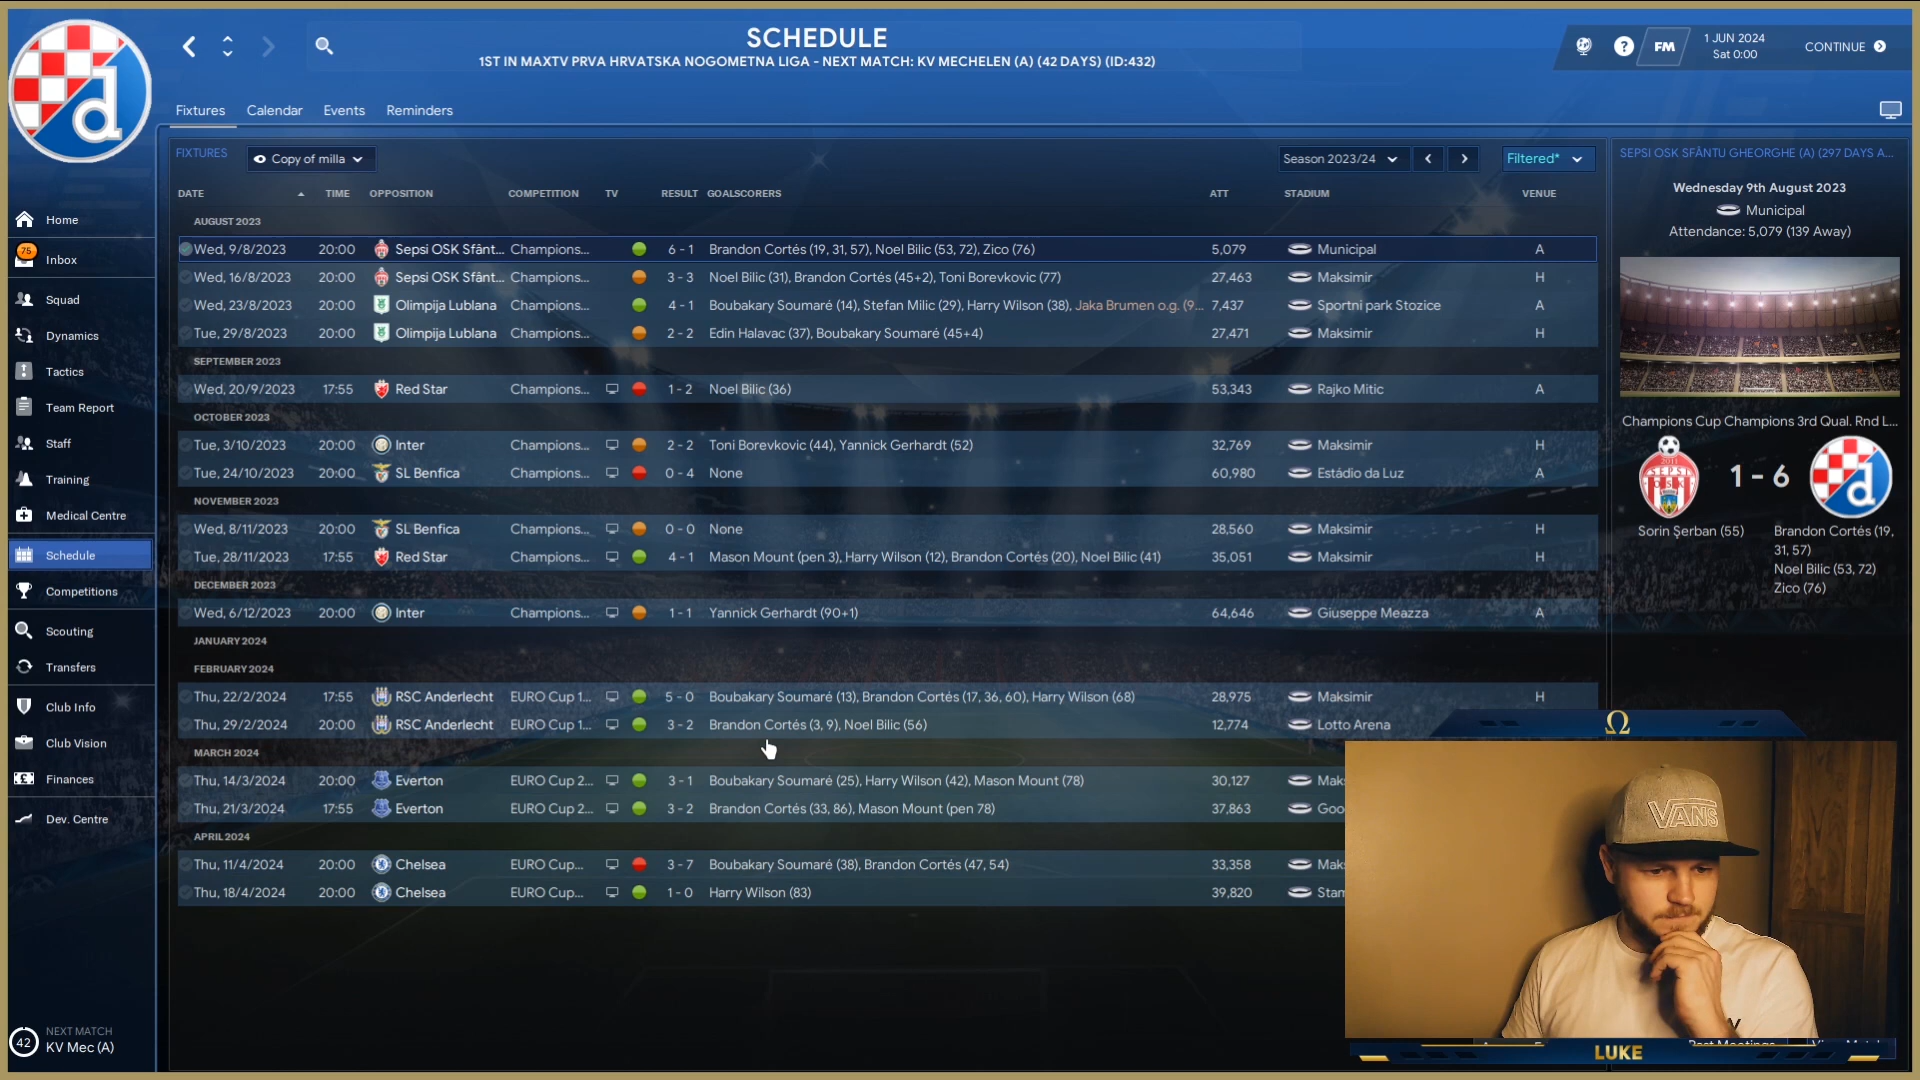 SCHEDULE
1ST IN MAXTV PRVA HRVATSKA NOGOMETNA LIGA - NEXT MATCH: KV MECHELEN (A) (42 DAYS) (ID:432)
?
FM
1 JUN 2024
Sat 0:00
CONTINUE
Fixtures Calendar Events Reminders
FIXTURES Copy of milla Season 2023/24 Filtered*
DATE TIME OPPOSITION COMPETITION TV RESULT GOALSCORERS ATT STADIUM VENUE
AUGUST 2023
Wed, 9/8/2023 20:00 Sepsi OSK Sfânt... Champions... 6 - 1 Brandon Cortés (19, 31, 57), Noel Bilic (53, 72), Zico (76) 5,079 Municipal A
Wed, 16/8/2023 20:00 Sepsi OSK Sfânt... Champions... 3 - 3 Noel Bilic (31), Brandon Cortés (45+2), Toni Borevkovic (77) 27,463 Maksimir H
Wed, 23/8/2023 20:00 Olimpija Lublana Champions... 4 - 1 Boubakary Soumaré (14), Stefan Milic (29), Harry Wilson (38), Jaka Brumen o.g. (9... 7,437 Sportni park Stozice A
Tue, 29/8/2023 20:00 Olimpija Lublana Champions... 2 - 2 Edin Halavac (37), Boubakary Soumaré (45+4) 27,471 Maksimir H
SEPTEMBER 2023
Wed, 20/9/2023 17:55 Red Star Champions... 1 - 2 Noel Bilic (36) 53,343 Rajko Mitic A
OCTOBER 2023
Tue, 3/10/2023 20:00 Inter Champions... 2 - 2 Toni Borevkovic (44), Yannick Gerhardt (52) 32,769 Maksimir H
Tue, 24/10/2023 20:00 SL Benfica Champions... 0 - 4 None 60,980 Estádio da Luz A
NOVEMBER 2023
Wed, 8/11/2023 20:00 SL Benfica Champions... 0 - 0 None 28,560 Maksimir H
Tue, 28/11/2023 17:55 Red Star Champions... 4 - 1 Mason Mount (pen 3), Harry Wilson (12), Brandon Cortés (20), Noel Bilic (41) 35,051 Maksimir H
DECEMBER 2023
Wed, 6/12/2023 20:00 Inter Champions... 1 - 1 Yannick Gerhardt (90+1) 64,646 Giuseppe Meazza A
JANUARY 2024
FEBRUARY 2024
Thu, 22/2/2024 17:55 RSC Anderlecht EURO Cup 1... 5 - 0 Boubakary Soumaré (13), Brandon Cortés (17, 36, 60), Harry Wilson (68) 28,975 Maksimir H
Thu, 29/2/2024 20:00 RSC Anderlecht EURO Cup 1... 3 - 2 Brandon Cortés (3, 9), Noel Bilic (56) 12,774 Lotto Arena
MARCH 2024
Thu, 14/3/2024 20:00 Everton EURO Cup 2... 3 - 1 Boubakary Soumaré (25), Harry Wilson (42), Mason Mount (78) 30,127 Mak
Thu, 21/3/2024 17:55 Everton EURO Cup 2... 3 - 2 Brandon Cortés (33, 86), Mason Mount (pen 78) 37,863 Goo
APRIL 2024
Thu, 11/4/2024 20:00 Chelsea EURO Cup... 3 - 7 Boubakary Soumaré (38), Brandon Cortés (47, 54) 33,358 Mak
Thu, 18/4/2024 20:00 Chelsea EURO Cup... 1 - 0 Harry Wilson (83) 39,820 Stam
SEPSI OSK SFÂNTU GHEORGHE (A) (297 DAYS A...
Wednesday 9th August 2023
Municipal
Attendance: 5,079 (139 Away)
Champions Cup Champions 3rd Qual. Rnd L...
2011
SEPSI
OSK
1 - 6
d
Sorin Şerban (55)
Brandon Cortés (19,
31, 57)
Noel Bilic (53, 72)
Zico (76)
d
Home
75
Inbox
Squad
Dynamics
Tactics
Team Report
Staff
Training
Medical Centre
Schedule
Competitions
Scouting
Transfers
Club Info
Club Vision
Finances
Dev. Centre
42
NEXT MATCH
KV Mec (A)
Ω
VANS
LUKE